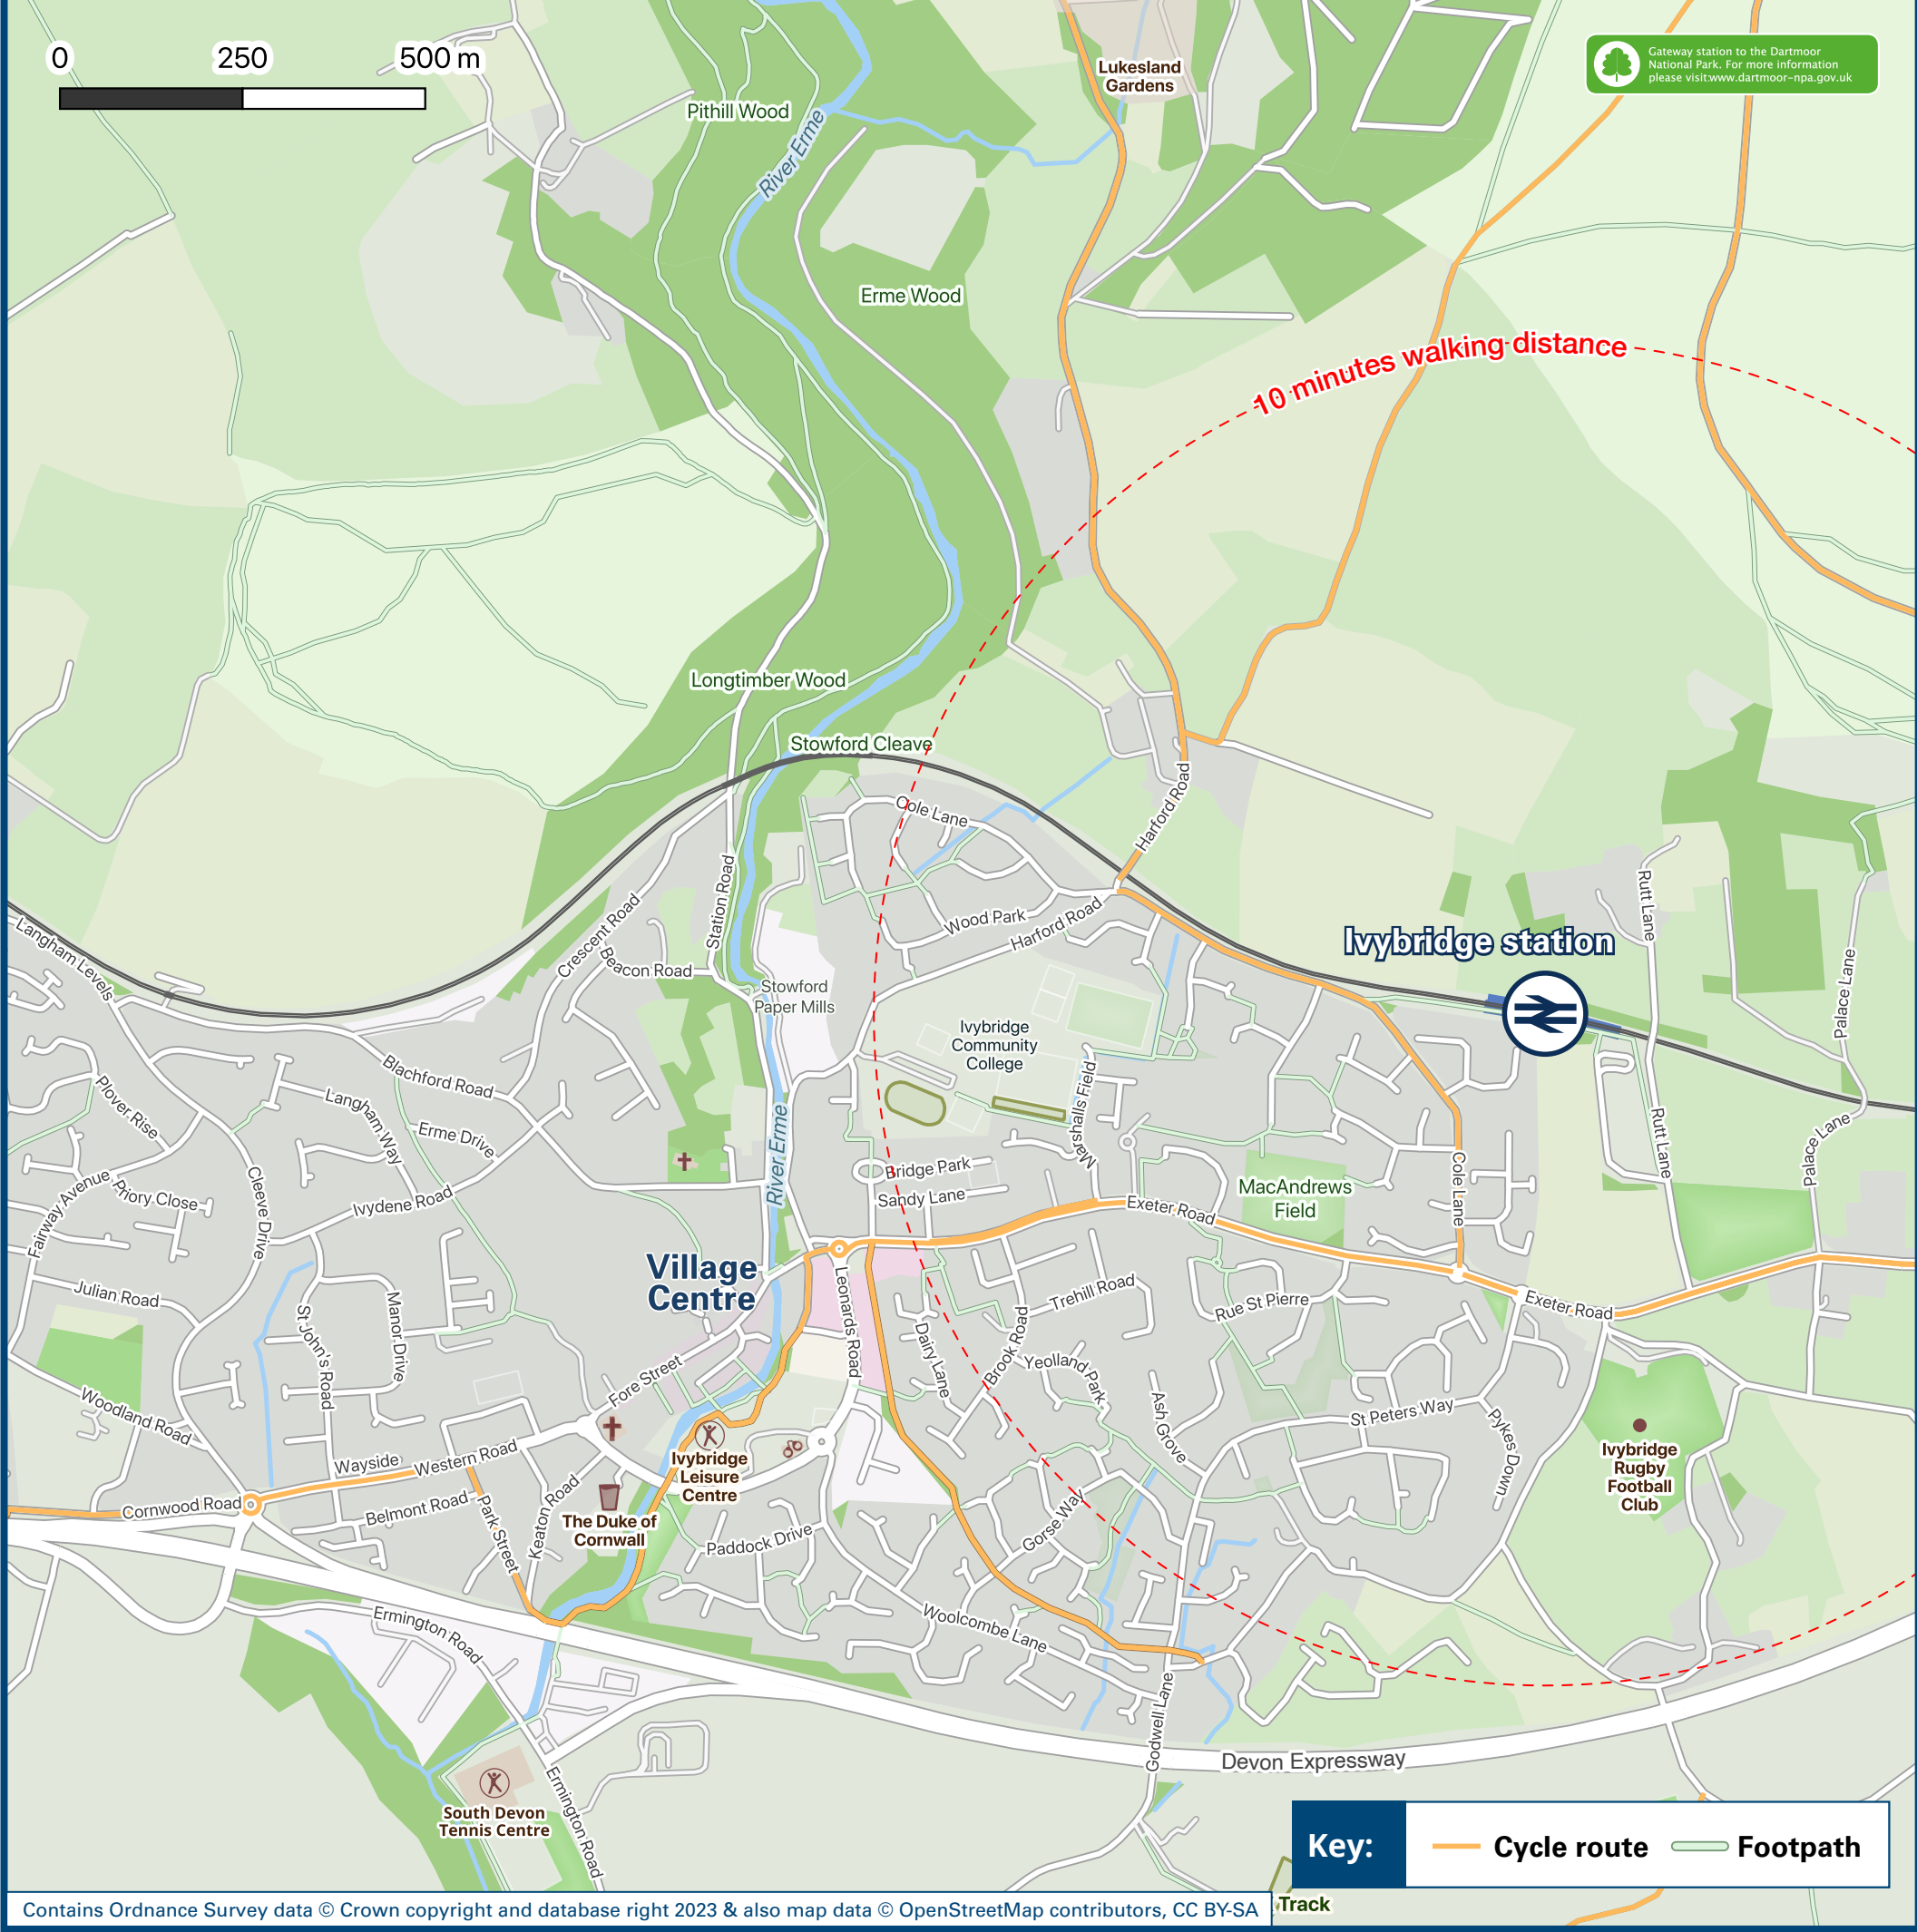 0 250 500 m
Gateway station to the Dartmoor
National Park. For more information
please visit:www.dartmoor-npa.gov.uk
Lukesland
Gardens
Pithill Wood
River Erme
Erme Wood
10 minutes walking distance
Longtimber Wood
Stowford Cleave
Harford Road
Cole Lane
Station Road
Crescent Road
Beacon Road
Wood Park
Harford Road
Rutt Lane
Palace Lane
Ivybridge station
Langham Levels
Stowford
Paper Mills
Ivybridge
Community
College
Blachford Road
Plover Rise
Langham Way
Erme Drive
Marshalls Field
Rutt Lane
Palace Lane
River Erme
Bridge Park
Sandy Lane
Fairway Avenue
Priory Close
Cleeve Drive
Ivydene Road
MacAndrews
Field
Cole Lane
Exeter Road
Village
Centre
Julian Road
St John's Road
Manor Drive
Leonards Road
Trehill Road
Rue St Pierre
Exeter Road
Dairy Lane
Brook Road
Yeolland Park
Fore Street
Ash Grove
St Peters Way
Pykes Down
Woodland Road
Ivybridge
Rugby
Football
Club
Wayside
Western Road
Ivybridge
Leisure
Centre
Cornwood Road
Belmont Road
Park Street
Keaton Road
The Duke of
Cornwall
Paddock Drive
Gorse Way
Ermington Road
Woolcombe Lane
Godwell Lane
Devon Expressway
South Devon
Tennis Centre
Ermington Road
Key:
Cycle route
Footpath
Track
Contains Ordnance Survey data © Crown copyright and database right 2023 & also map data © OpenStreetMap contributors, CC BY-SA